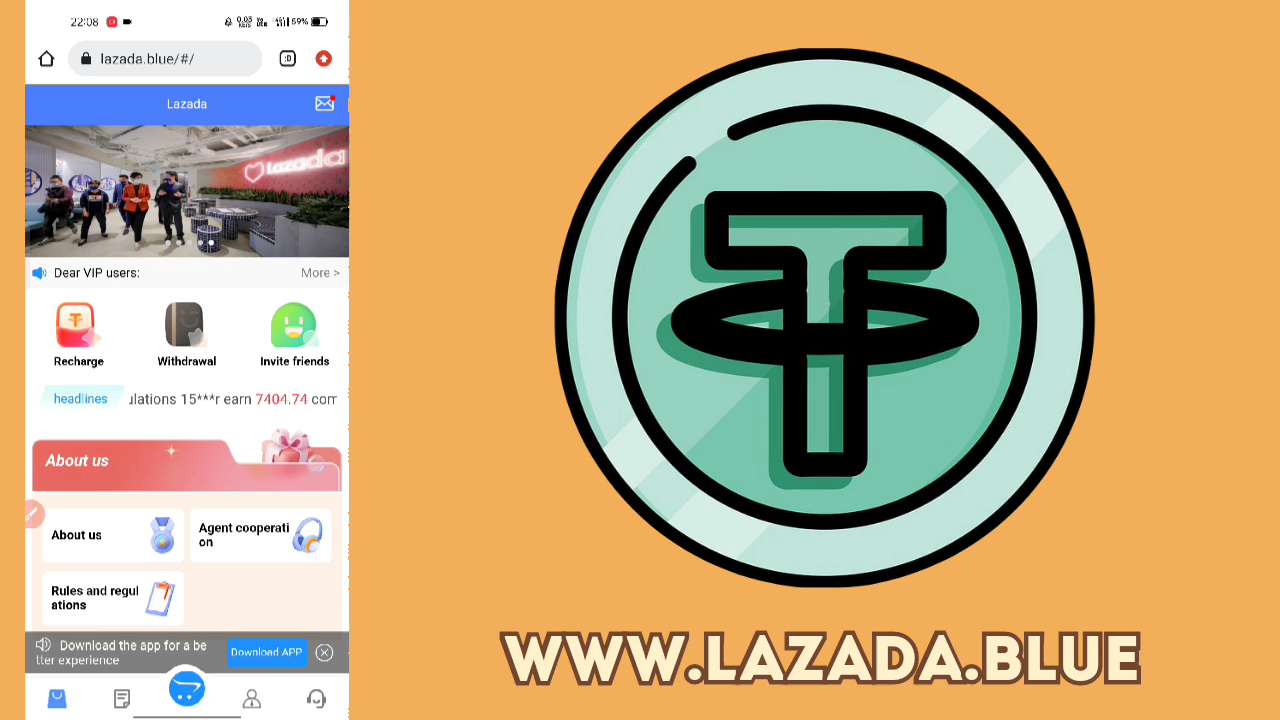 22:08
59%
lazada.blue/#/
:D
Lazada
Lazada
Dear VIP users:
More >
Recharge
Withdrawal
Invite friends
headlines
ulations 15***r earn 7404.74 com
About us
About us
Agent cooperati
on
Rules and regul
ations
Download the app for a be
tter experience
Download APP
WWW.LAZADA.BLUE